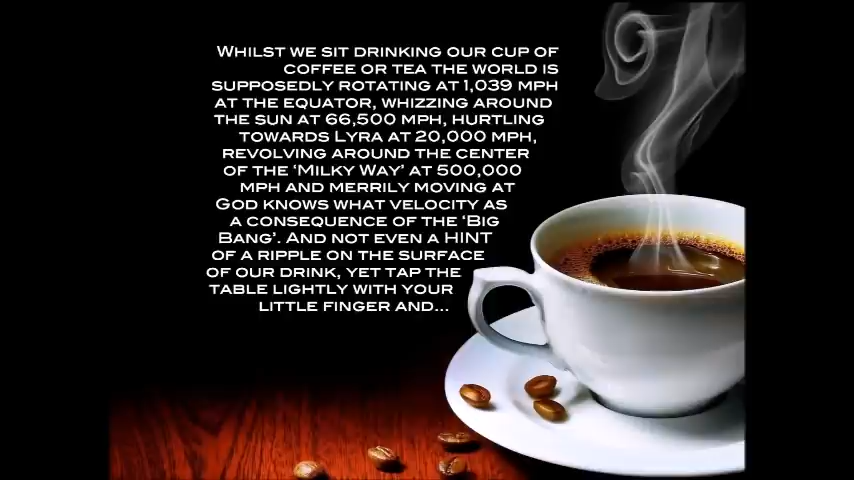 Whilst we sit drinking our cup of
coffee or tea the world is
supposedly rotating at 1,039 mph
at the equator, whizzing around
the sun at 66,500 mph, hurtling
towards Lyra at 20,000 mph,
revolving around the center
of the ‘Milky Way’ at 500,000
mph and merrily moving at
God knows what velocity as
a consequence of the ‘Big
Bang’. And not even a hint
of a ripple on the surface
of our drink, yet tap the
table lightly with your
little finger and...